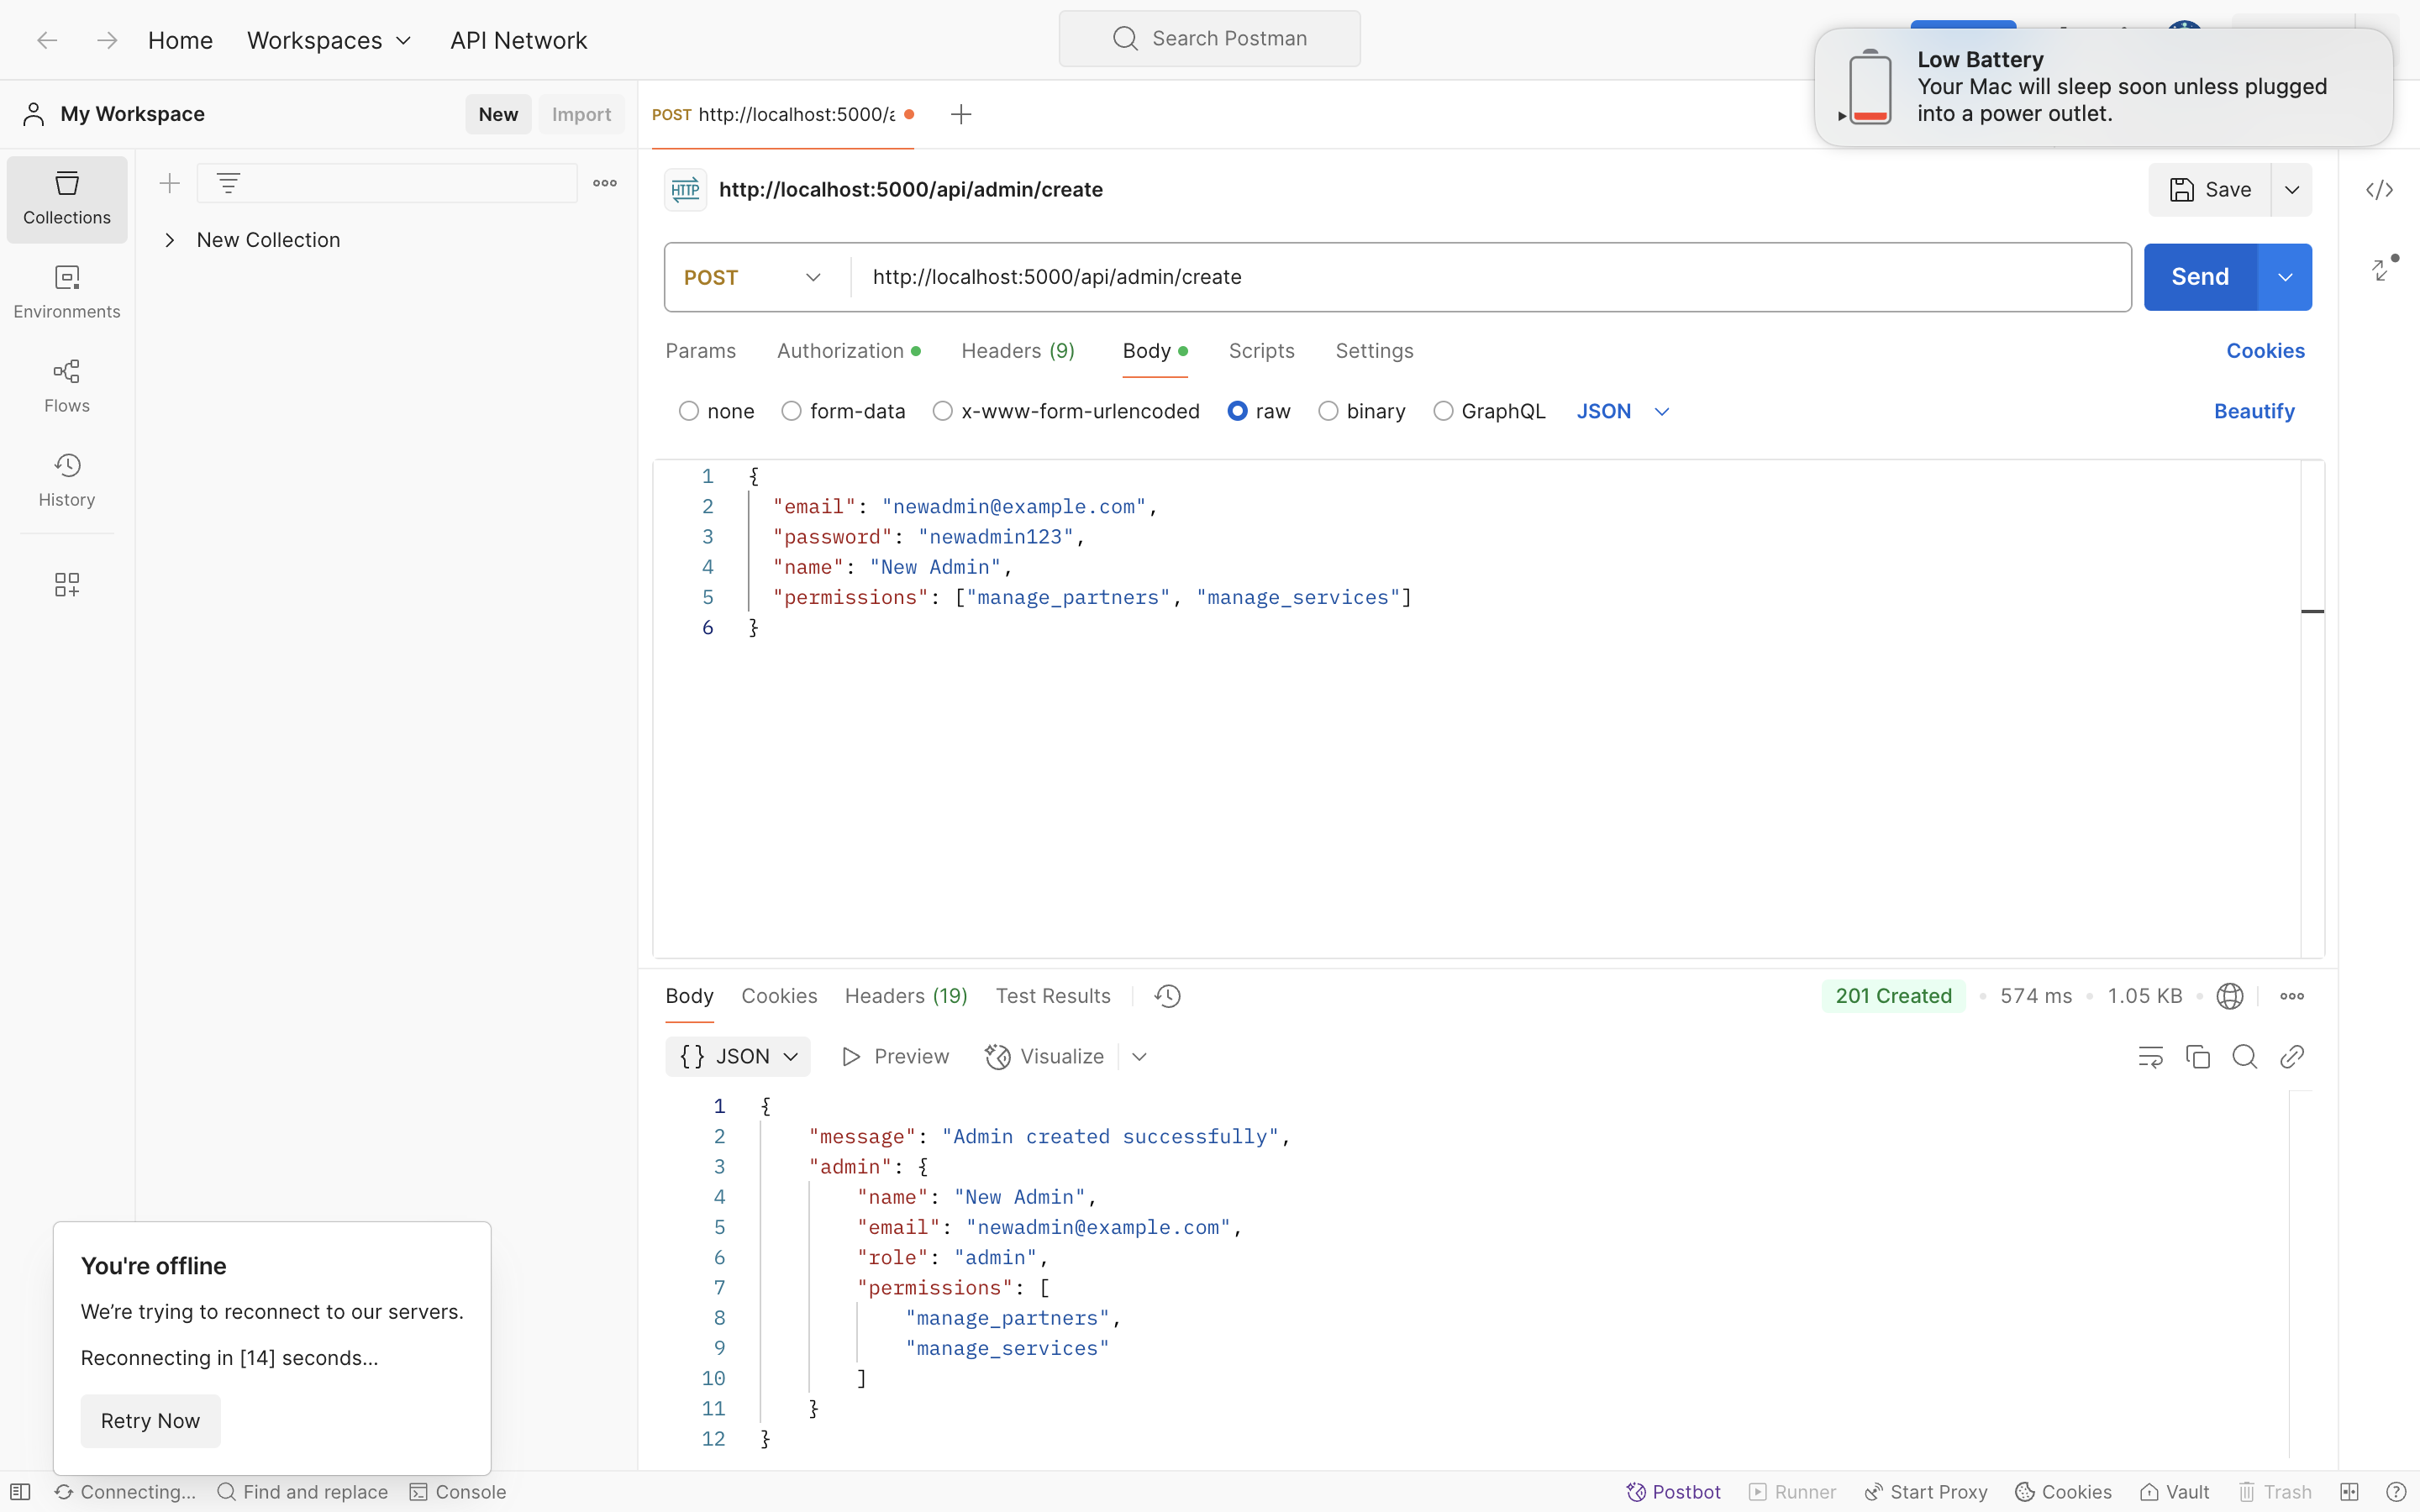 Home Workspaces API Network Search Postman
Low Battery
Your Mac will sleep soon unless plugged
into a power outlet.
My Workspace New Import
POST http://localhost:5000/a
Collections
Environments
Flows
History
New Collection
HTTP http://localhost:5000/api/admin/create Save
POST http://localhost:5000/api/admin/create Send
Params Authorization Headers (9) Body Scripts Settings Cookies
none form-data x-www-form-urlencoded raw binary GraphQL JSON Beautify
1 {
2 "email": "newadmin@example.com",
3 "password": "newadmin123",
4 "name": "New Admin",
5 "permissions": ["manage_partners", "manage_services"]
6 }
Body Cookies Headers (19) Test Results 201 Created 574 ms 1.05 KB
{} JSON Preview Visualize
1 {
2 "message": "Admin created successfully",
3 "admin": {
4 "name": "New Admin",
5 "email": "newadmin@example.com",
6 "role": "admin",
7 "permissions": [
8 "manage_partners",
9 "manage_services"
10 ]
11 }
12 }
You're offline
We're trying to reconnect to our servers.
Reconnecting in [14] seconds...
Retry Now
Connecting... Find and replace Console Postbot Runner Start Proxy Cookies Vault Trash